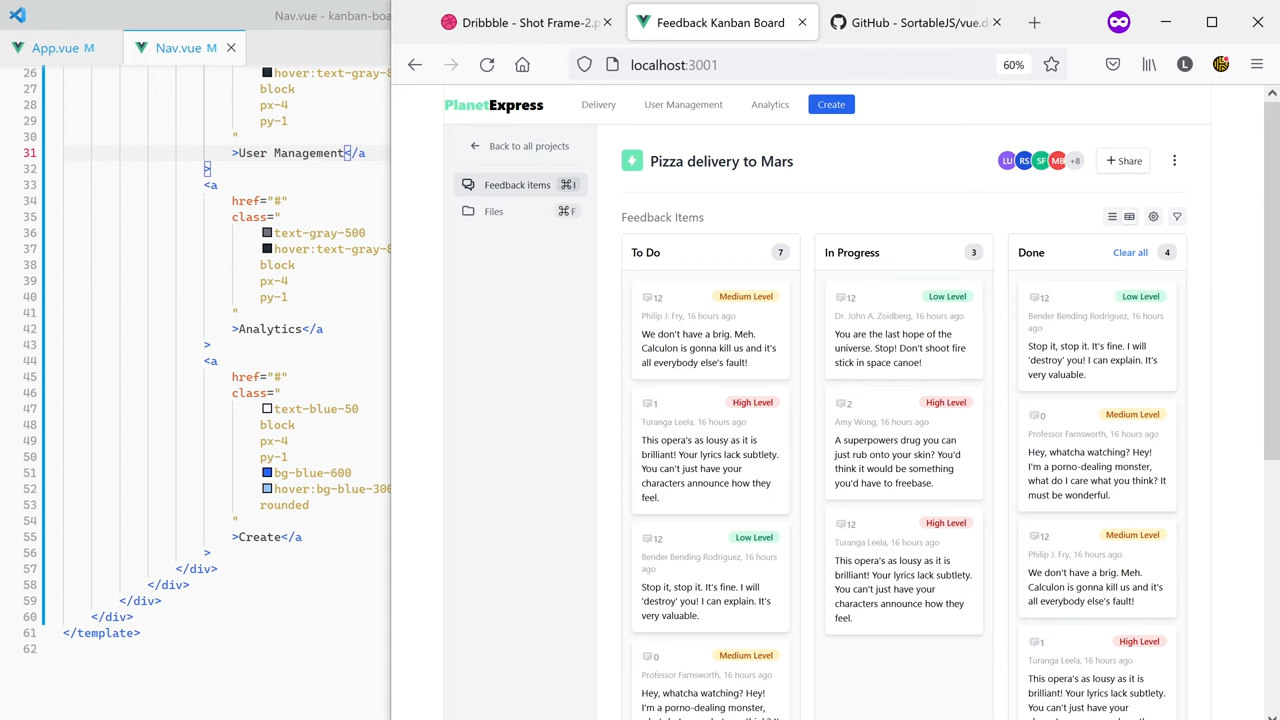 Nav.vue - kanban-boa
App.vue M
Nav.vue M
26 hover:text-gray-8
27 block
28 px-4
29 py-1
30 "
31 >User Management</a
32 >
33 <a
34 href="#"
35 class="
36 text-gray-500
37 hover:text-gray-8
38 block
39 px-4
40 py-1
41 "
42 >Analytics</a
43 >
44 <a
45 href="#"
46 class="
47 text-blue-50
48 block
49 px-4
50 py-1
51 bg-blue-600
52 hover:bg-blue-300
53 rounded
54 "
55 >Create</a
56 >
57 </div>
58 </div>
59 </div>
60 </div>
61 </template>
62
Dribbble - Shot Frame-2.p
Feedback Kanban Board
GitHub - SortableJS/vue.d
localhost:3001
60%
L
PlanetExpress
Delivery
User Management
Analytics
Create
Back to all projects
Feedback items ⌘I
Files ⌘F
Pizza delivery to Mars
LU RS SF MB +8
+ Share
Feedback Items
To Do 7
12 Medium Level
Philip J. Fry, 16 hours ago
We don't have a brig. Meh.
Calculon is gonna kill us and it's
all everybody else's fault!
1 High Level
Turanga Leela, 16 hours ago
This opera's as lousy as it is
brilliant! Your lyrics lack subtlety.
You can't just have your
characters announce how they
feel.
12 Low Level
Bender Bending Rodriguez, 16 hours
ago
Stop it, stop it. It's fine. I will
'destroy' you! I can explain. It's
very valuable.
0 Medium Level
Professor Farnsworth, 16 hours ago
Hey, whatcha watching? Hey!
I'm a porno-dealing monster,
what do I care what you think? It
In Progress 3
12 Low Level
Dr. John A. Zoidberg, 16 hours ago
You are the last hope of the
universe. Stop! Don't shoot fire
stick in space canoe!
2 High Level
Amy Wong, 16 hours ago
A superpowers drug you can
just rub onto your skin? You'd
think it would be something
you'd have to freebase.
12 High Level
Turanga Leela, 16 hours ago
This opera's as lousy as it is
brilliant! Your lyrics lack subtlety.
You can't just have your
characters announce how they
feel.
Done Clear all 4
12 Low Level
Bender Bending Rodriguez, 16 hours
ago
Stop it, stop it. It's fine. I will
'destroy' you! I can explain. It's
very valuable.
0 Medium Level
Professor Farnsworth, 16 hours ago
Hey, whatcha watching? Hey!
I'm a porno-dealing monster,
what do I care what you think? It
must be wonderful.
12 Medium Level
Philip J. Fry, 16 hours ago
We don't have a brig. Meh.
Calculon is gonna kill us and it's
all everybody else's fault!
1 High Level
Turanga Leela, 16 hours ago
This opera's as lousy as it is
brilliant! Your lyrics lack subtlety.
You can't just have your